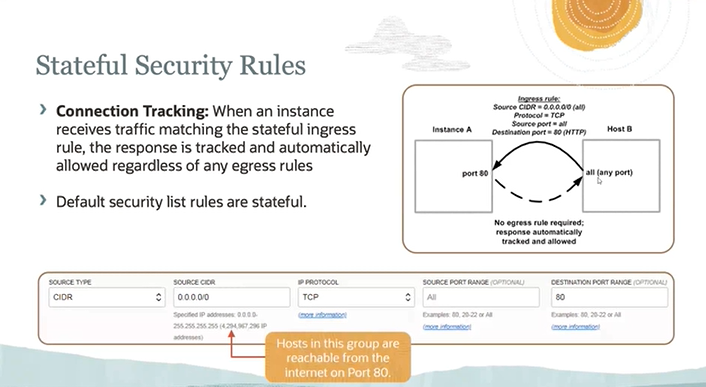 Stateful Security Rules
Connection Tracking: When an instance
receives traffic matching the stateful ingress
rule, the response is tracked and automatically
allowed regardless of any egress rules
Default security list rules are stateful.
Ingress rule:
Source CIDR = 0.0.0.0/0 (all)
Protocol = TCP
Source port = all
Destination port = 80 (HTTP)
Instance A
Host B
port 80
all (any port)
No egress rule required;
response automatically
tracked and allowed
SOURCE TYPE
CIDR
SOURCE CIDR
0.0.0.0/0
Specified IP addresses: 0.0.0.0-
255.255.255.255 (4,294,967,296 IP
addresses)
IP PROTOCOL
TCP
(more information)
SOURCE PORT RANGE (OPTIONAL)
All
Examples: 80, 20-22 or All
(more information)
DESTINATION PORT RANGE (OPTIONAL)
80
Examples: 80, 20-22 or All
(more information)
Hosts in this group are
reachable from the
internet on Port 80.